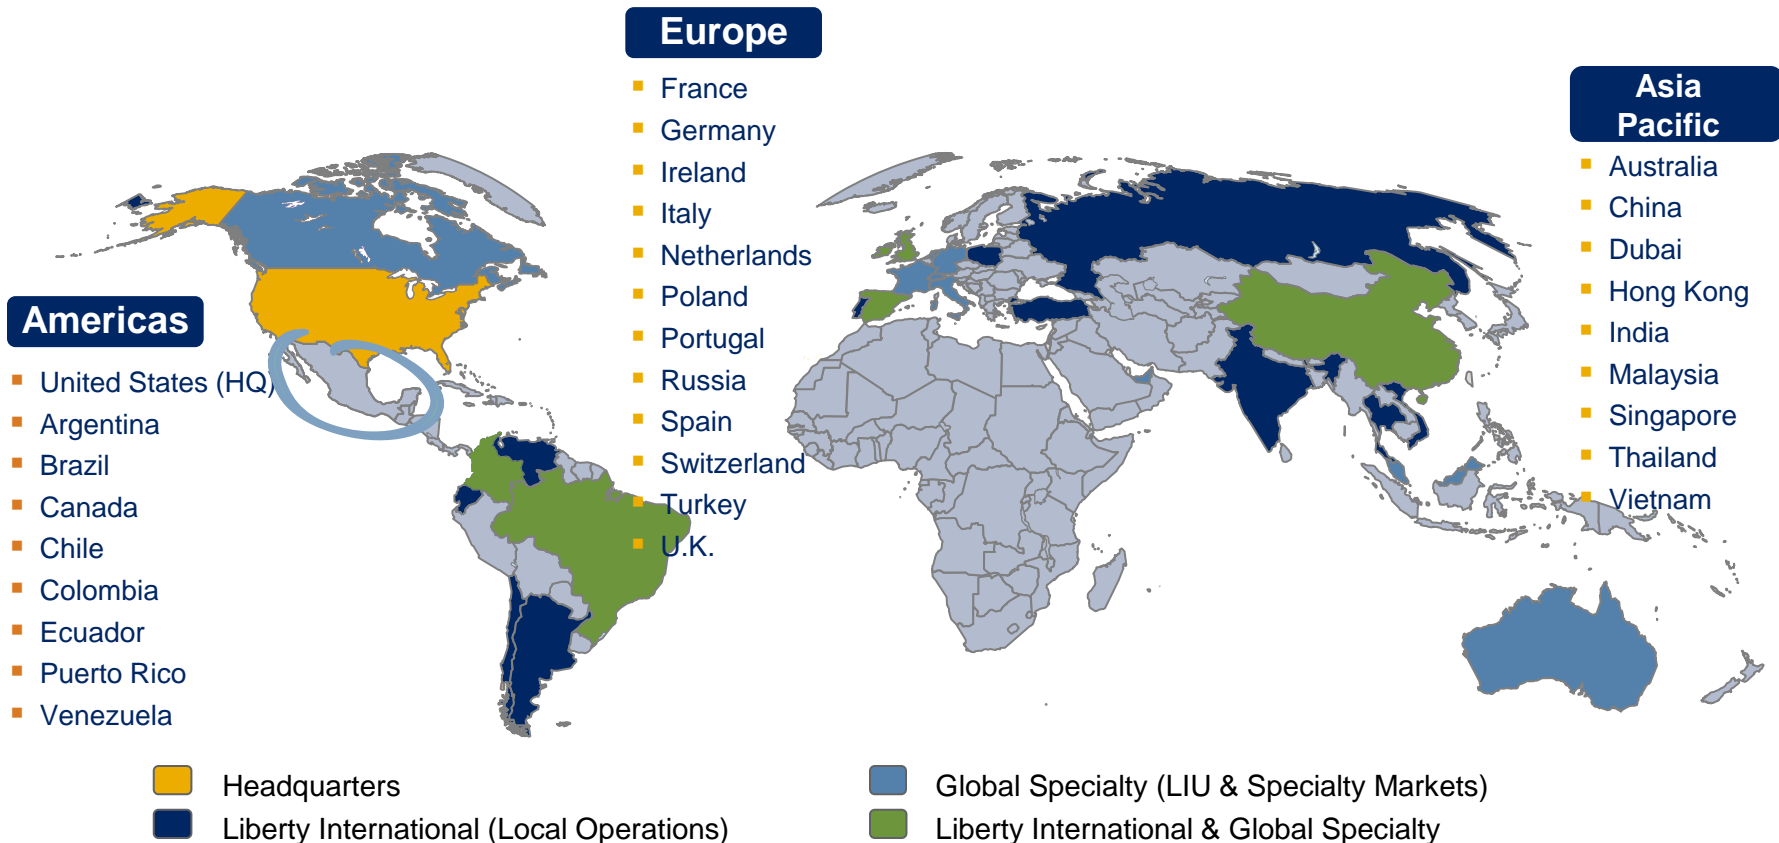 Europe
France
Germany
Ireland
Italy
Netherlands
Poland
Portugal
Russia
Spain
Switzerland
Turkey
U.K.
Asia
Pacific
Australia
China
Dubai
Hong Kong
India
Malaysia
Singapore
Thailand
Vietnam
Americas
United States (HQ)
Argentina
Brazil
Canada
Chile
Colombia
Ecuador
Puerto Rico
Venezuela
Headquarters
Liberty International (Local Operations)
Global Specialty (LIU & Specialty Markets)
Liberty International & Global Specialty